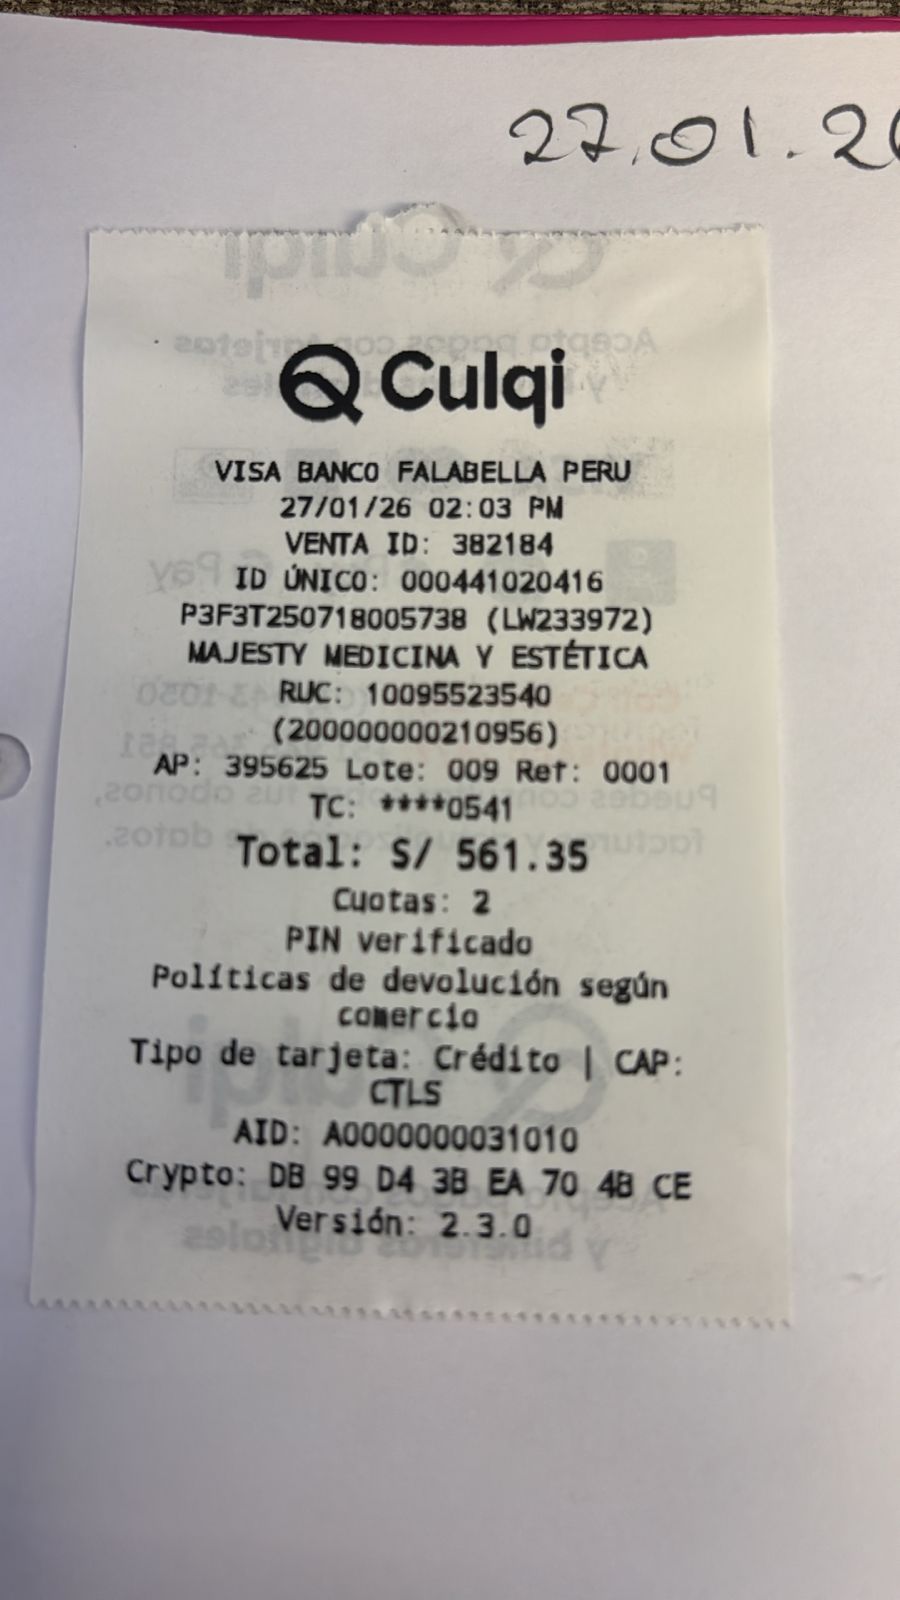 27.01.2
Culqi
VISA BANCO FALABELLA PERU
27/01/26 02:03 PM
VENTA ID: 382184
ID ÚNICO: 000441020416
P3F3T250718005738 (LW233972)
MAJESTY MEDICINA Y ESTÉTICA
RUC: 10095523540
(200000000210956)
AP: 395625 Lote: 009 Ref: 0001
TC: ****0541
Total: S/ 561.35
Cuotas: 2
PIN verificado
Políticas de devolución según
comercio
Tipo de tarjeta: Crédito | CAP:
CTLS
AID: A0000000031010
Crypto: DB 99 D4 3B EA 70 4B CE
Versión: 2.3.0